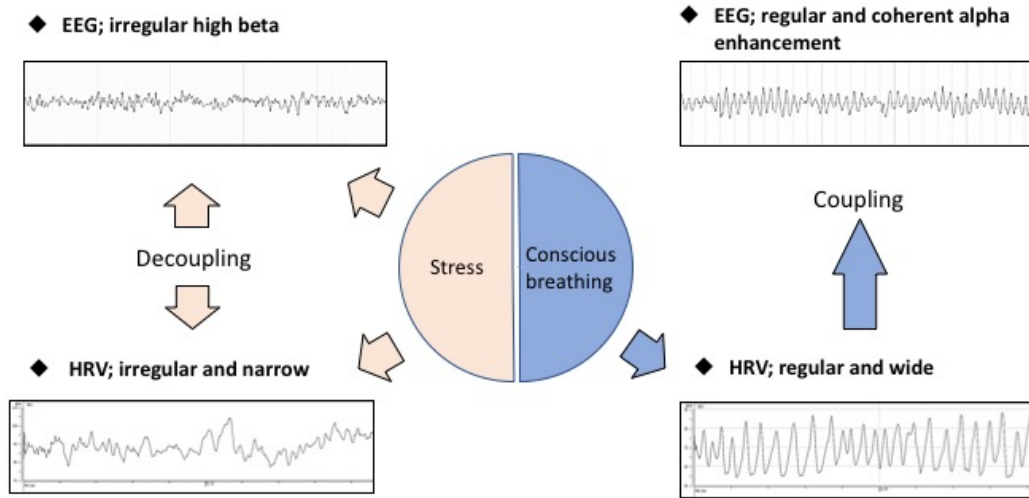 ◆ EEG; irregular high beta
◆ EEG; regular and coherent alpha
enhancement
Stress
Conscious
breathing
Decoupling
Coupling
◆ HRV; irregular and narrow
◆ HRV; regular and wide